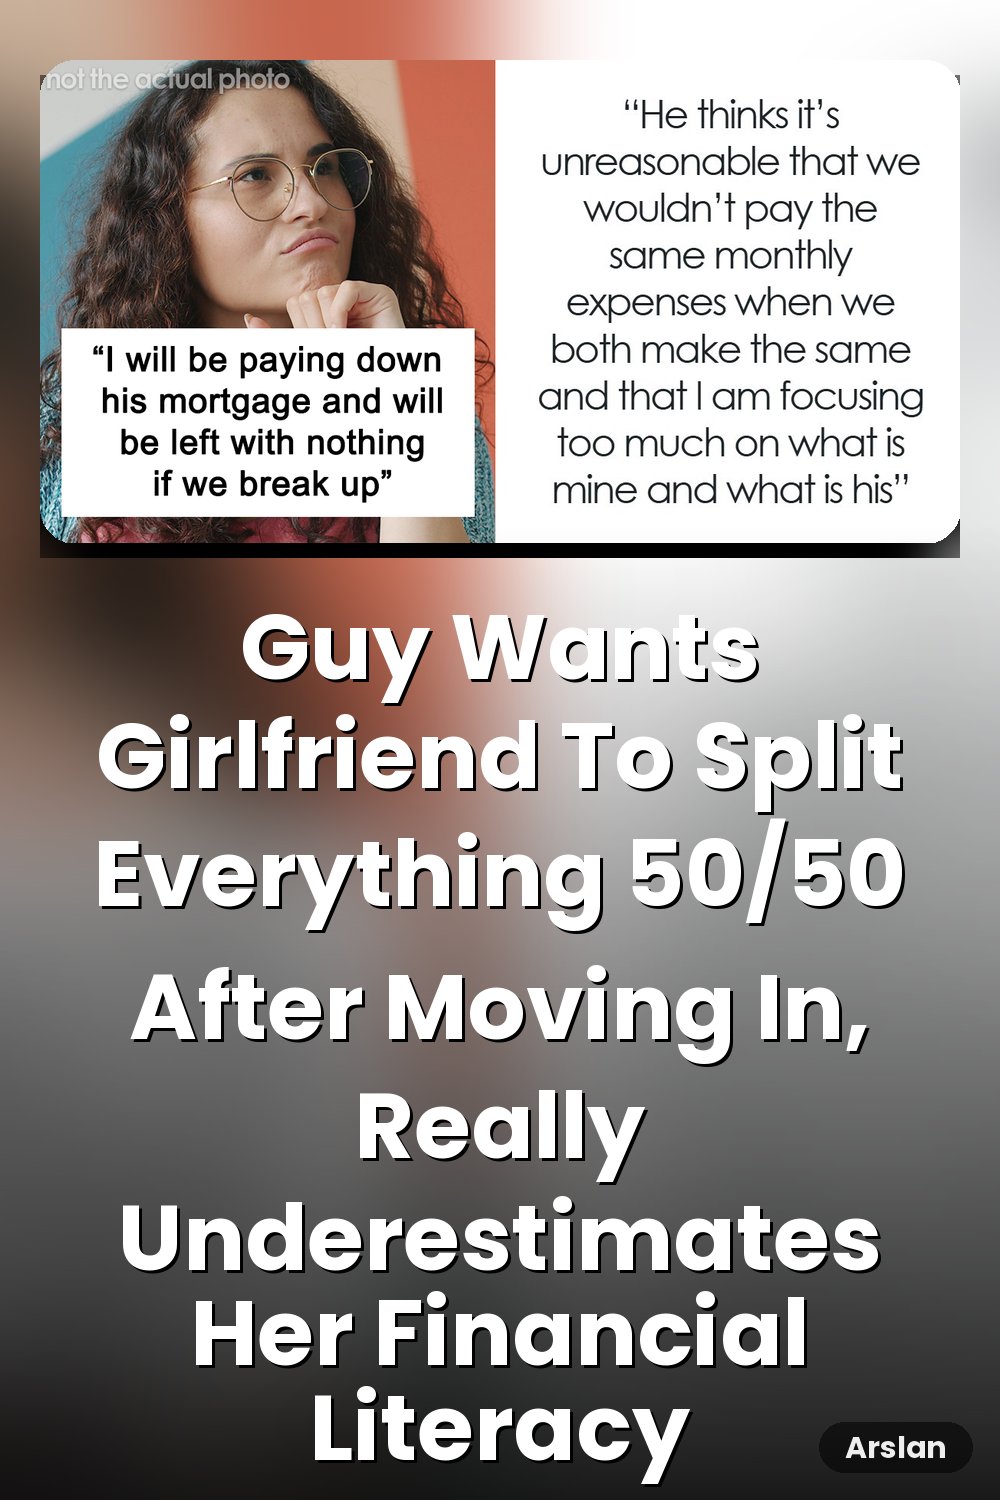 not the actual photo
“I will be paying down
his mortgage and will
be left with nothing
if we break up”
“He thinks it’s
unreasonable that we
wouldn’t pay the
same monthly
expenses when we
both make the same
and that I am focusing
too much on what is
mine and what is his”
Guy Wants
Girlfriend To Split
Everything 50/50
After Moving In,
Really
Underestimates
Her Financial
Literacy
Arslan